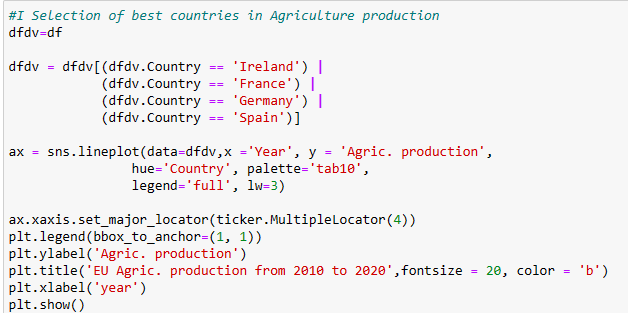 #I Selection of best countries in Agriculture production
dfdv=df
dfdv = dfdv[(dfdv.Country == 'Ireland') |
(dfdv.Country == 'France') |
(dfdv.Country == 'Germany') |
(dfdv.Country == 'Spain')]
ax = sns.lineplot(data=dfdv,x ='Year', y = 'Agric. production',
hue='Country', palette='tab10',
legend='full', lw=3)
ax.xaxis.set_major_locator(ticker.MultipleLocator(4))
plt.legend(bbox_to_anchor=(1, 1))
plt.ylabel('Agric. production')
plt.title('EU Agric. production from 2010 to 2020',fontsize = 20, color = 'b')
plt.xlabel('year')
plt.show()